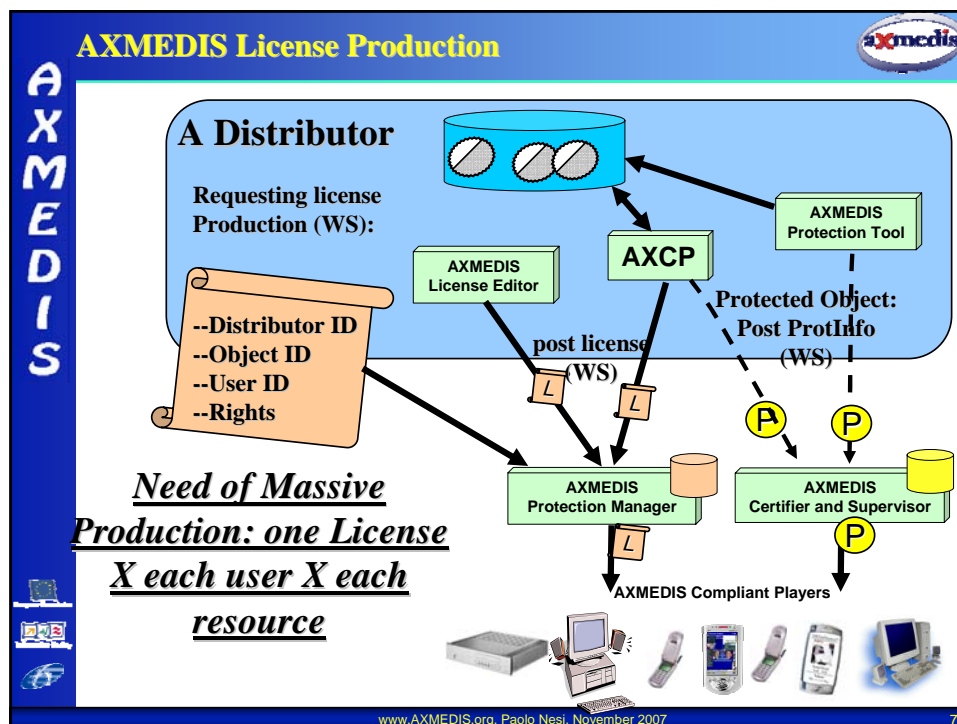 AXMEDIS License Production
axmedis
AXMEDIS
A Distributor
Requesting license
Production (WS):
AXMEDIS
License Editor
AXCP
AXMEDIS
Protection Tool
--Distributor ID
--Object ID
--User ID
--Rights
post license
(WS)
Protected Object:
Post ProtInfo
(WS)
L
L
P
P
AXMEDIS
Protection Manager
AXMEDIS
Certifier and Supervisor
L
P
Need of Massive
Production: one License
X each user X each
resource
AXMEDIS Compliant Players
www.AXMEDIS.org, Paolo Nesi, November 2007
7